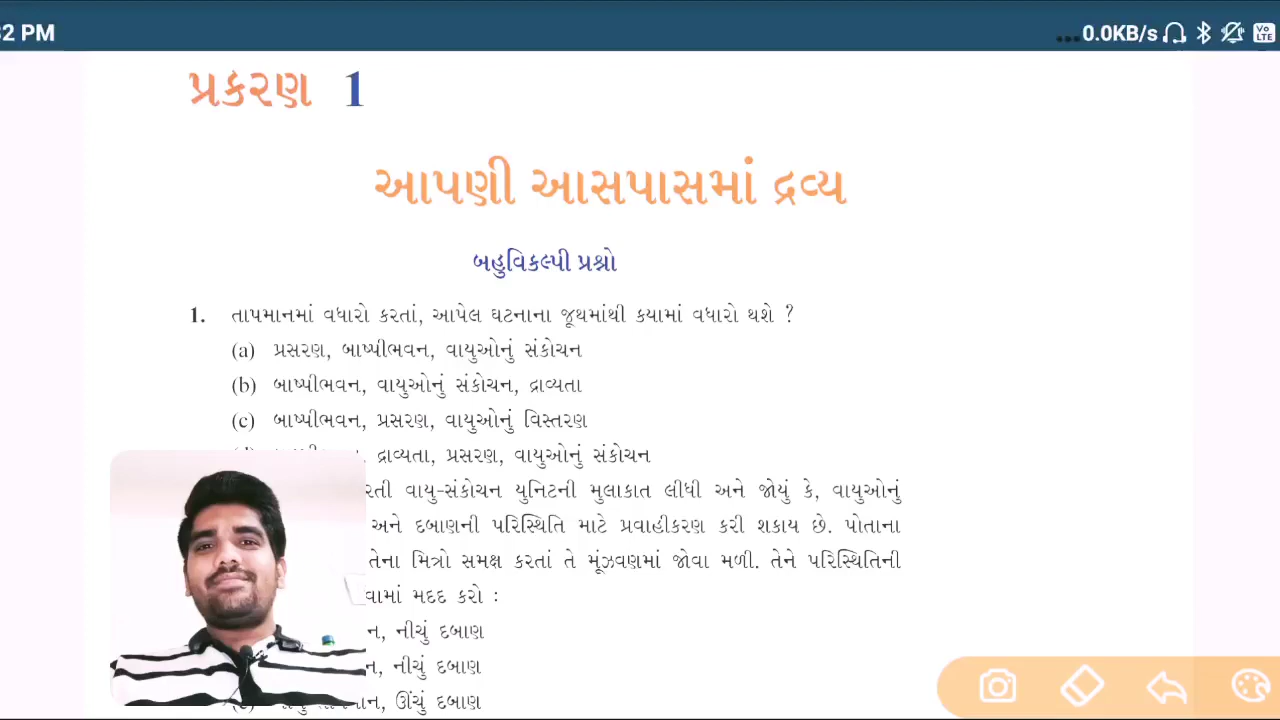 32 PM
...0.0KB/s
Vo LTE
પ્રકરણ 1
આપણી આસપાસમાં દ્રવ્ય
બહુવિકલ્પી પ્રશ્નો
1. તાપમાનમાં વધારો કરતાં, આપેલ ઘટનાના જૂથમાંથી કયામાં વધારો થશે ?
(a) પ્રસરણ, બાષ્પીભવન, વાયુઓનું સંકોચન
(b) બાષ્પીભવન, વાયુઓનું સંકોચન, દ્રાવ્યતા
(c) બાષ્પીભવન, પ્રસરણ, વાયુઓનું વિસ્તરણ
દ્રાવ્યતા, પ્રસરણ, વાયુઓનું સંકોચન
રતી વાયુ-સંકોચન યુનિટની મુલાકાત લીધી અને જોયું કે, વાયુઓનું
અને દબાણની પરિસ્થિતિ માટે પ્રવાહીકરણ કરી શકાય છે. પોતાના
તેના મિત્રો સમક્ષ કરતાં તે મૂંઝવણમાં જોવા મળી. તેને પરિસ્થિતિની
વામાં મદદ કરો :
ન, નીચું દબાણ
ન, નીચું દબાણ
ઊંચું દબાણ